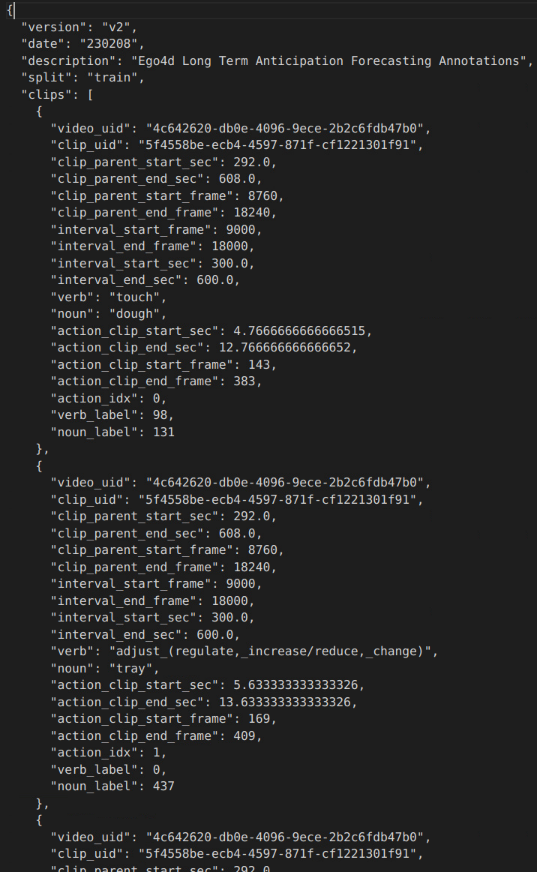 {
"version": "v2",
"date": "230208",
"description": "Ego4d Long Term Anticipation Forecasting Annotations",
"split": "train",
"clips": [
{
"video_uid": "4c642620-db0e-4096-9ece-2b2c6fdb47b0",
"clip_uid": "5f4558be-ecb4-4597-871f-cf1221301f91",
"clip_parent_start_sec": 292.0,
"clip_parent_end_sec": 608.0,
"clip_parent_start_frame": 8760,
"clip_parent_end_frame": 18240,
"interval_start_frame": 9000,
"interval_end_frame": 18000,
"interval_start_sec": 300.0,
"interval_end_sec": 600.0,
"verb": "touch",
"noun": "dough",
"action_clip_start_sec": 4.7666666666666515,
"action_clip_end_sec": 12.766666666666652,
"action_clip_start_frame": 143,
"action_clip_end_frame": 383,
"action_idx": 0,
"verb_label": 98,
"noun_label": 131
},
{
"video_uid": "4c642620-db0e-4096-9ece-2b2c6fdb47b0",
"clip_uid": "5f4558be-ecb4-4597-871f-cf1221301f91",
"clip_parent_start_sec": 292.0,
"clip_parent_end_sec": 608.0,
"clip_parent_start_frame": 8760,
"clip_parent_end_frame": 18240,
"interval_start_frame": 9000,
"interval_end_frame": 18000,
"interval_start_sec": 300.0,
"interval_end_sec": 600.0,
"verb": "adjust_(regulate,_increase/reduce,_change)",
"noun": "tray",
"action_clip_start_sec": 5.633333333333326,
"action_clip_end_sec": 13.633333333333326,
"action_clip_start_frame": 169,
"action_clip_end_frame": 409,
"action_idx": 1,
"verb_label": 0,
"noun_label": 437
},
{
"video_uid": "4c642620-db0e-4096-9ece-2b2c6fdb47b0",
"clip_uid": "5f4558be-ecb4-4597-871f-cf1221301f91",
"clip_parent_start_sec": 292.0